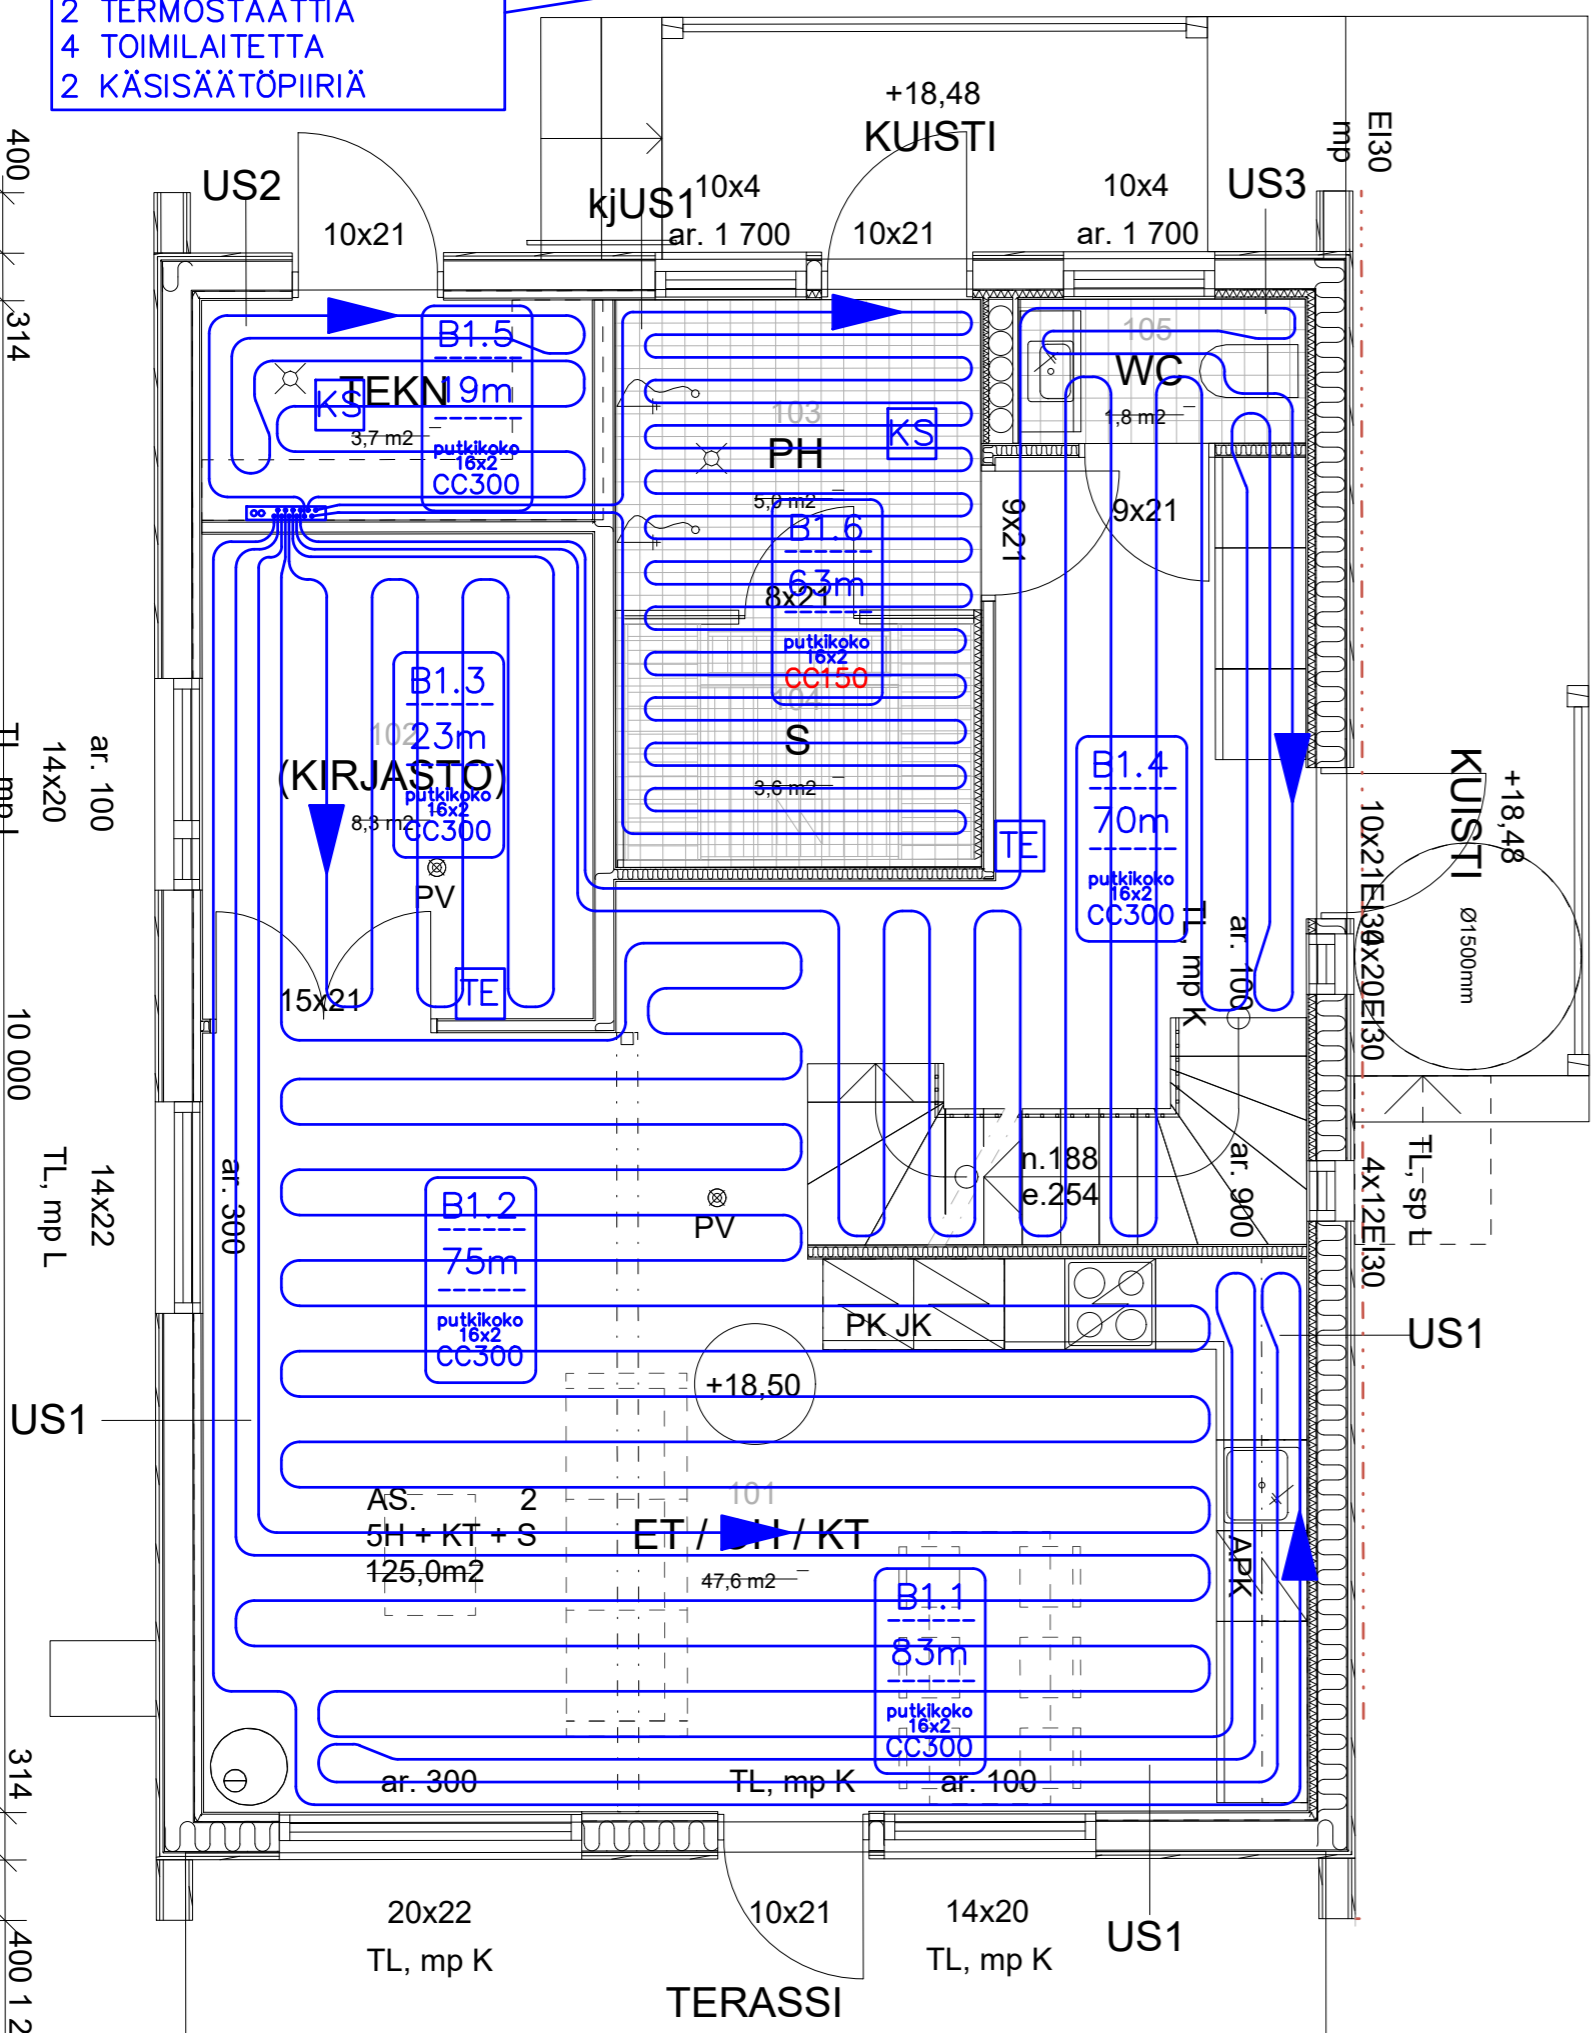 2 TERMOSTAATTIA
4 TOIMILAITETTA
2 KÄSISÄÄTÖPIIRIÄ
+18,48
KUISTI
EI30
mp
400
US2
kjUS1
10x4
10x4
US3
10x21
ar. 1 700
10x21
ar. 1 700
314
B1.5
19m
putkikoko
16x2
CC300
TEKN
KS
3,7 m2
103
PH
5,0 m2
KS
105
WC
1,8 m2
9x21
9x21
B1.6
63m
putkikoko
16x2
CC150
8x21
104
S
3,6 m2
B1.3
23m
putkikoko
16x2
CC300
102
(KIRJASTO)
8,3 m2
PV
TE
15x21
B1.4
70m
putkikoko
16x2
CC300
TE
TL, mp K
ar. 100
ar. 100
14x20
TL, mp L
KUISTI
+18,48
10x21EI30
4x20EI30
Ø1500mm
10 000
14x22
TL, mp L
ar. 300
B1.2
75m
putkikoko
16x2
CC300
PV
n.188
e.254
ar. 900
4x12EI30
TL, sp L
PK JK
+18,50
US1
US1
AS. 2
5H + KT + S
125,0m2
101
ET / OH / KT
47,6 m2
APK
B1.1
83m
putkikoko
16x2
CC300
314
ar. 300
TL, mp K
ar. 100
20x22
TL, mp K
10x21
14x20
TL, mp K
US1
400
TERASSI